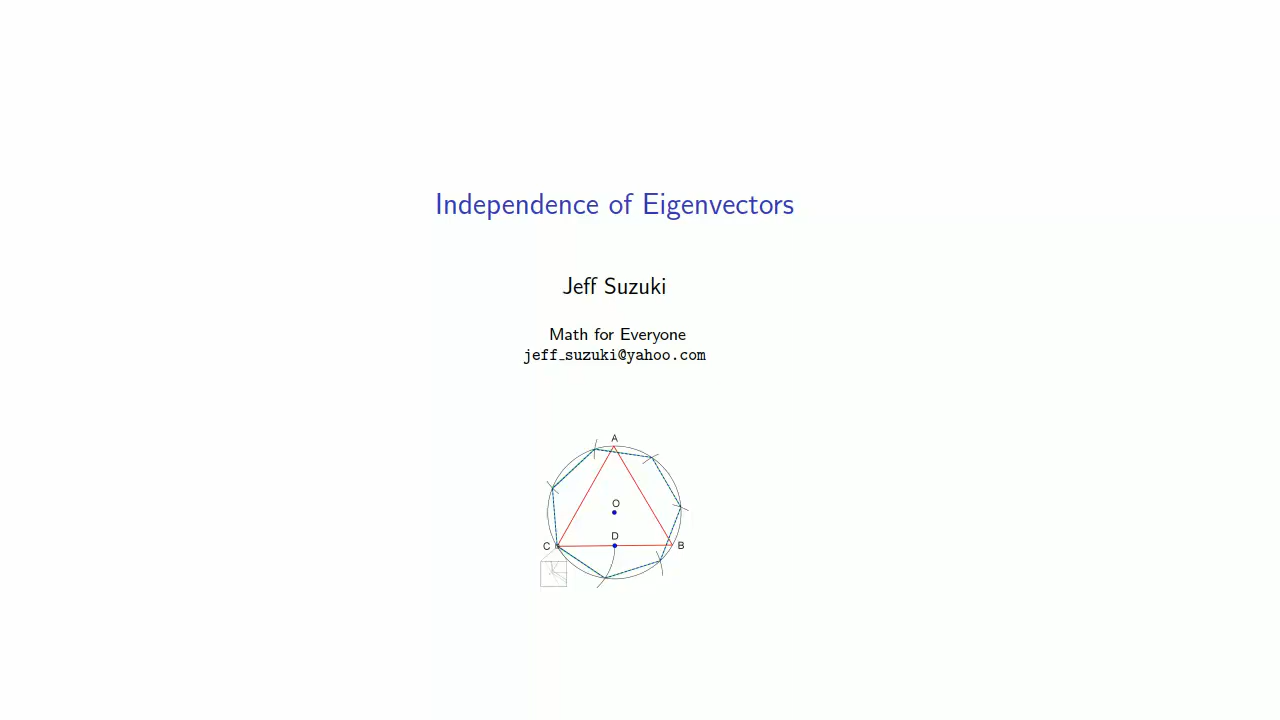 Independence of Eigenvectors
Jeff Suzuki
Math for Everyone
jeff_suzuki@yahoo.com
A
O
D
C
B